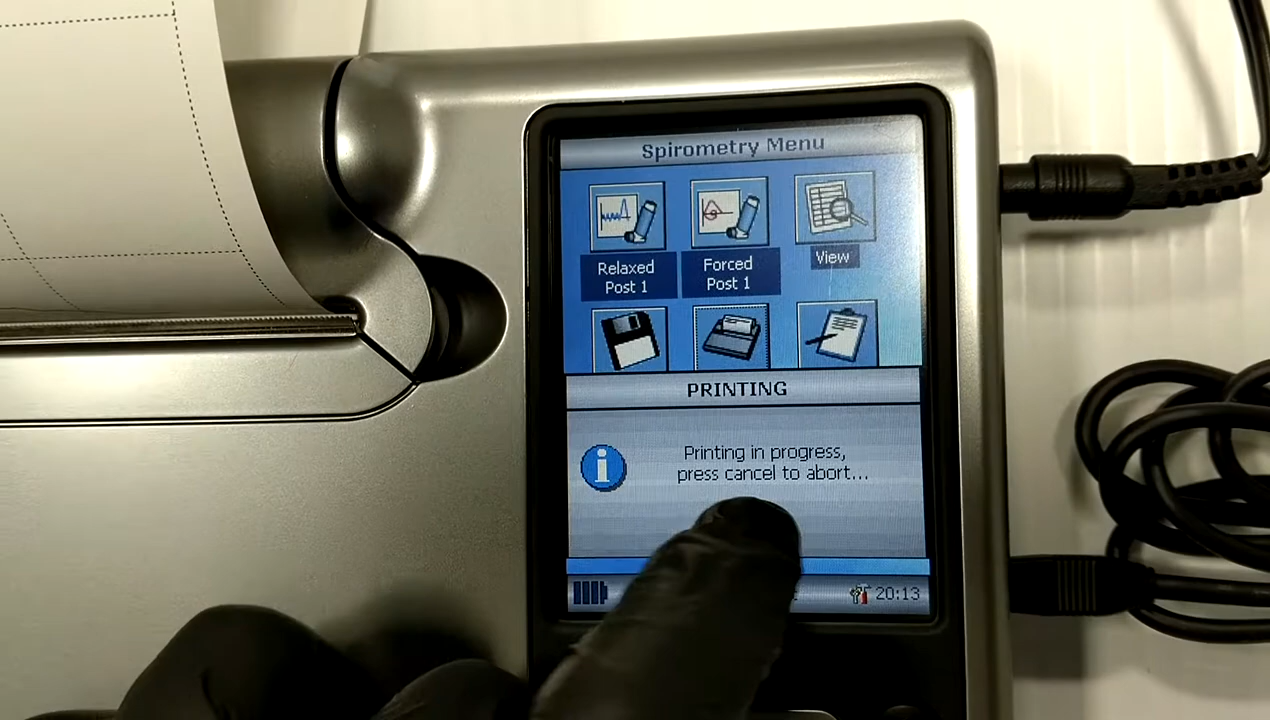 Spirometry Menu
Relaxed
Post 1
Forced
Post 1
View
PRINTING
Printing in progress,
press cancel to abort...
20:13